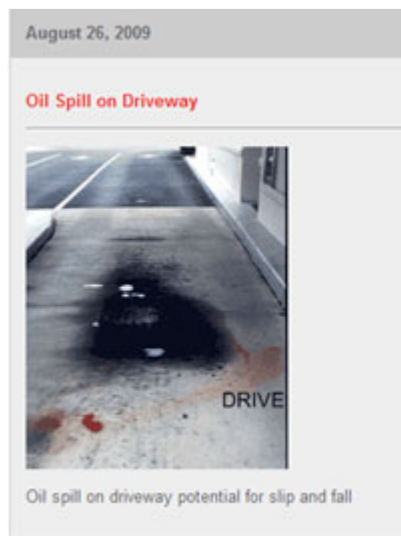 August 26, 2009
Oil Spill on Driveway
DRIVE
Oil spill on driveway potential for slip and fall